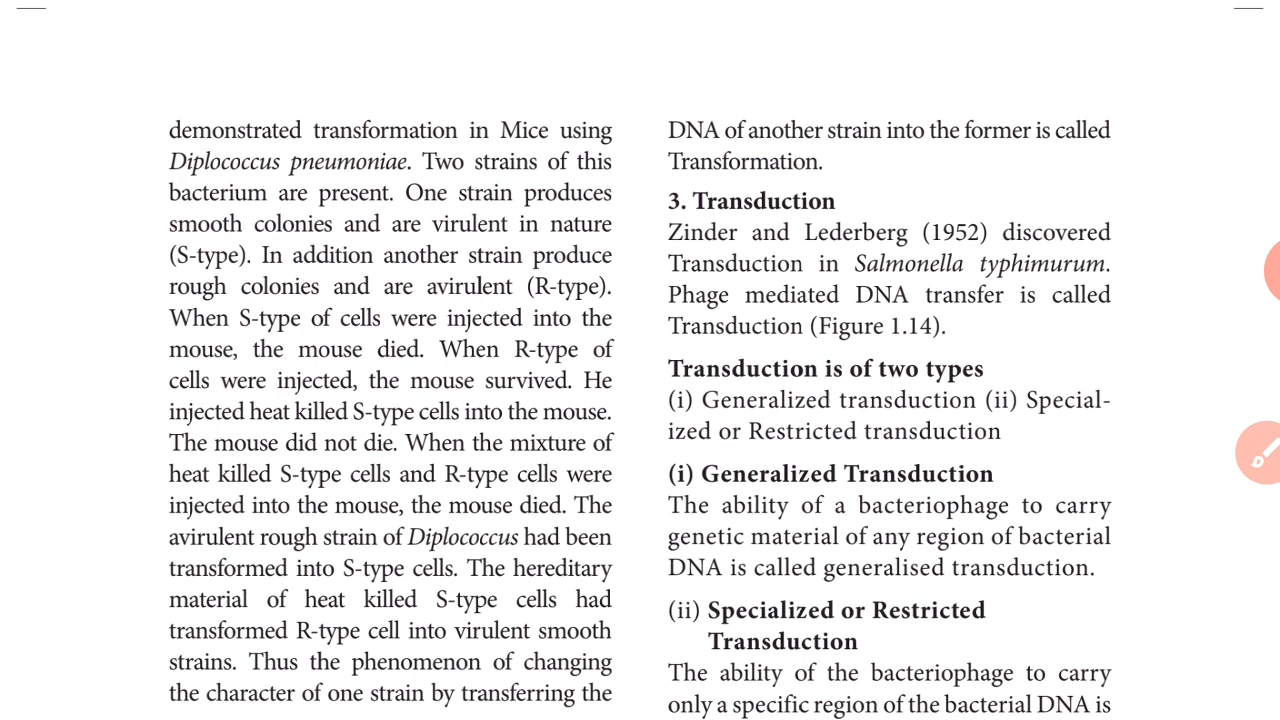 demonstrated transformation in Mice using
Diplococcus pneumoniae. Two strains of this
bacterium are present. One strain produces
smooth colonies and are virulent in nature
(S-type). In addition another strain produce
rough colonies and are avirulent (R-type).
When S-type of cells were injected into the
mouse, the mouse died. When R-type of
cells were injected, the mouse survived. He
injected heat killed S-type cells into the mouse.
The mouse did not die. When the mixture of
heat killed S-type cells and R-type cells were
injected into the mouse, the mouse died. The
avirulent rough strain of Diplococcus had been
transformed into S-type cells. The hereditary
material of heat killed S-type cells had
transformed R-type cell into virulent smooth
strains. Thus the phenomenon of changing
the character of one strain by transferring the
DNA of another strain into the former is called
Transformation.
3. Transduction
Zinder and Lederberg (1952) discovered
Transduction in Salmonella typhimurum.
Phage mediated DNA transfer is called
Transduction (Figure 1.14).
Transduction is of two types
(i) Generalized transduction (ii) Special-
ized or Restricted transduction
(i) Generalized Transduction
The ability of a bacteriophage to carry
genetic material of any region of bacterial
DNA is called generalised transduction.
(ii) Specialized or Restricted
Transduction
The ability of the bacteriophage to carry
only a specific region of the bacterial DNA is